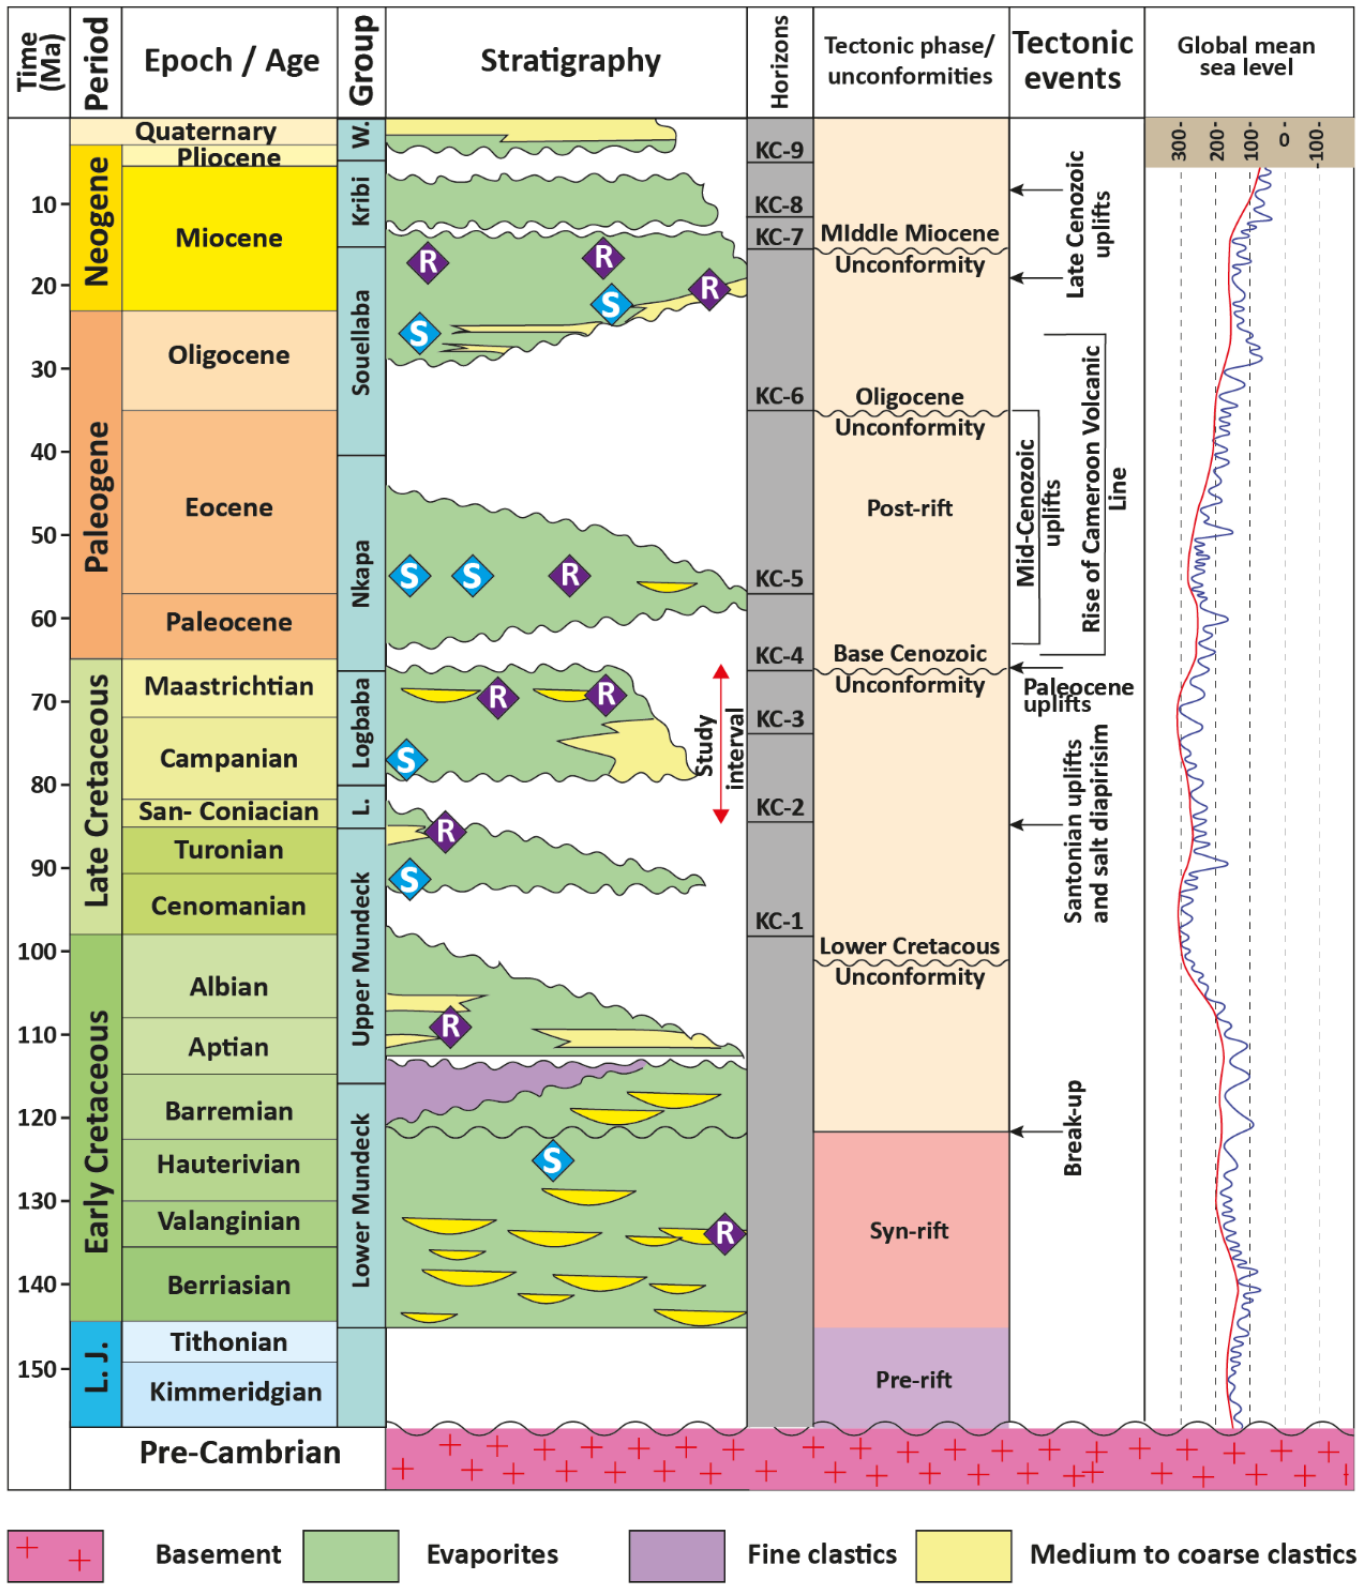 Time (Ma)
Period
Epoch / Age
Group
Stratigraphy
Horizons
Tectonic phase/
unconformities
Tectonic
events
Global mean
sea level
300-
200-
100-
0 -
-100-
10
20
30
40
50
60
70
80
90
100
110
120
130
140
150
Neogene
Paleogene
Late Cretaceous
Early Cretaceous
L. J.
Quaternary
Pliocene
Miocene
Oligocene
Eocene
Paleocene
Maastrichtian
Campanian
San- Coniacian
Turonian
Cenomanian
Albian
Aptian
Barremian
Hauterivian
Valanginian
Berriasian
Tithonian
Kimmeridgian
Pre-Cambrian
W.
Kribi
Souellaba
Nkapa
Logbaba
L.
Upper Mundeck
Lower Mundeck
R
R
R
S
S
S
S
R
R
R
S
R
S
R
S
R
Study
interval
KC-9
KC-8
KC-7
KC-6
KC-5
KC-4
KC-3
KC-2
KC-1
MIddle Miocene
Unconformity
Oligocene
Unconformity
Post-rift
Base Cenozoic
Unconformity
Lower Cretacous
Unconformity
Syn-rift
Pre-rift
Late Cenozoic
uplifts
Mid-Cenozoic
uplifts
Rise of Cameroon Volcanic
Line
Paleocene
uplifts
Santonian uplifts
and salt diapirism
Break-up
Basement
Evaporites
Fine clastics
Medium to coarse clastics